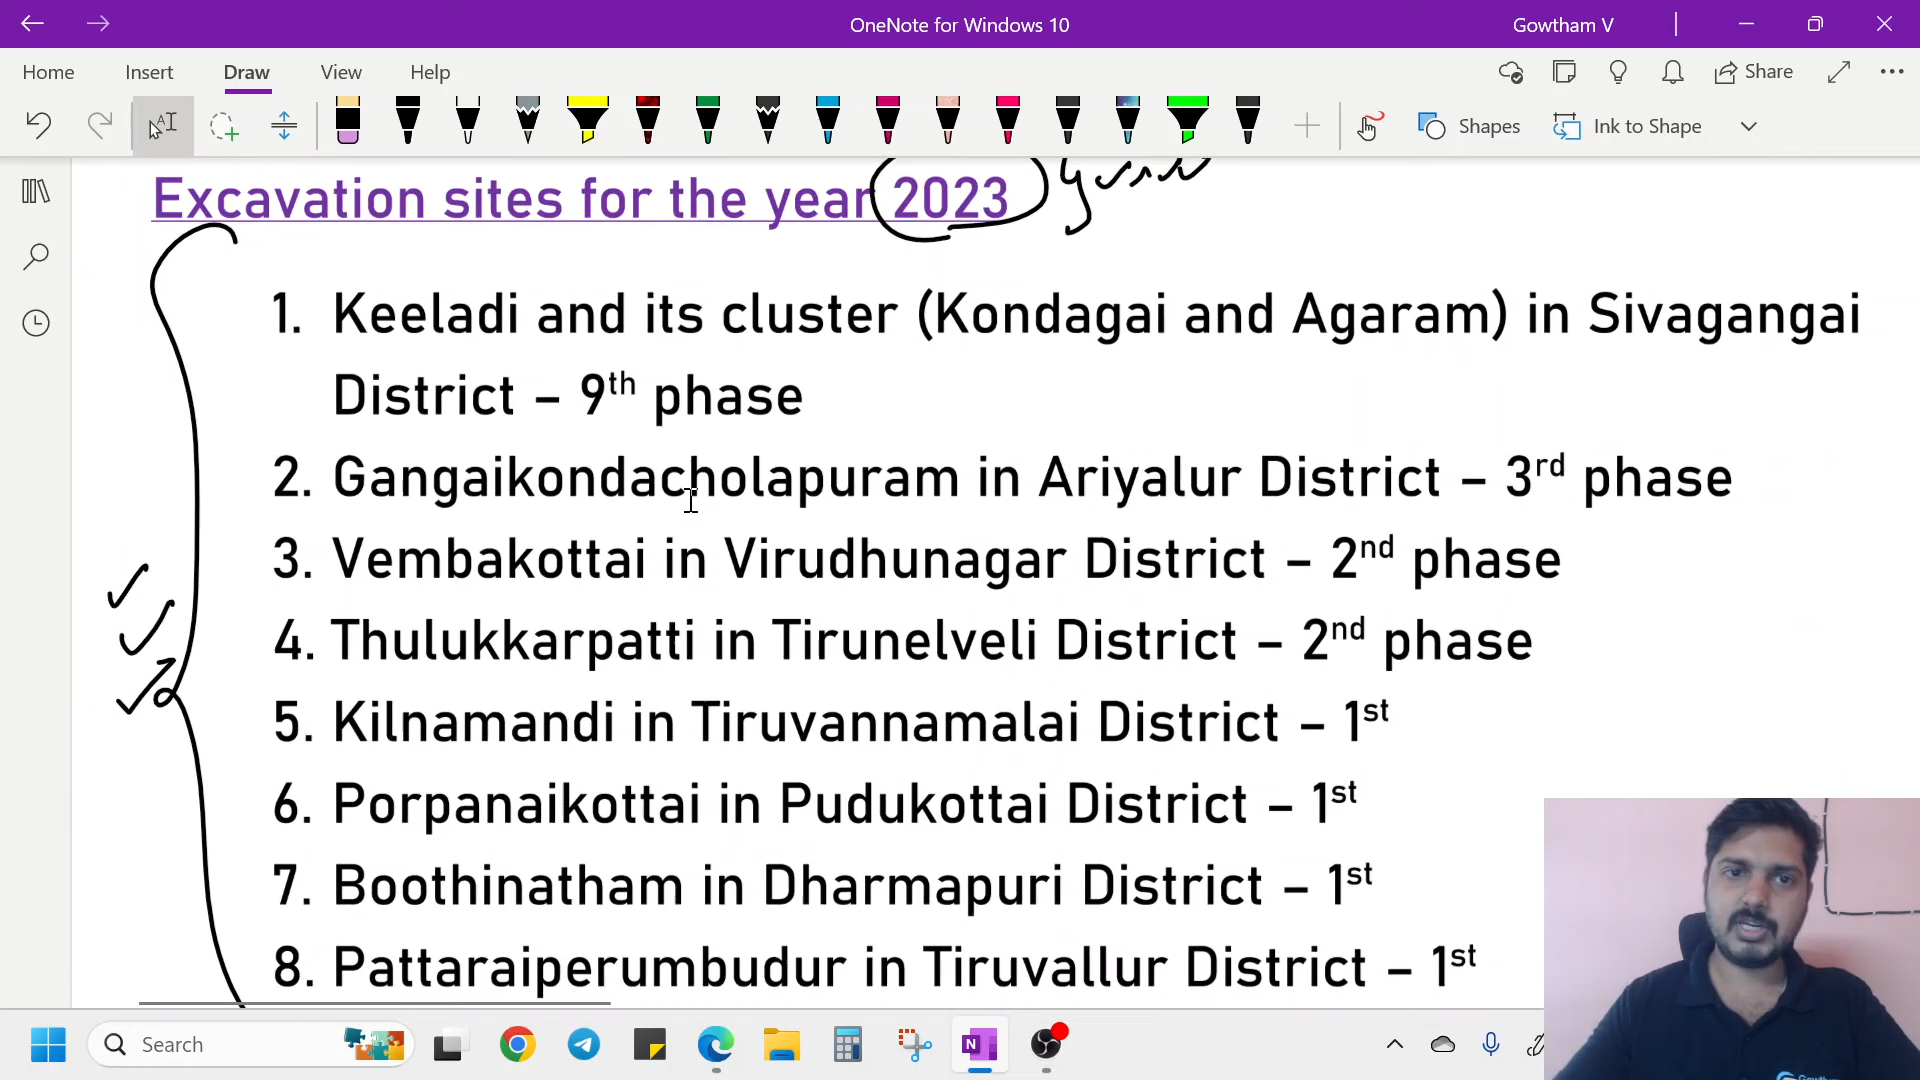 OneNote for Windows 10
Gowtham V
Home Insert Draw View Help
Share
Shapes
Ink to Shape
Excavation sites for the year 2023
1. Keeladi and its cluster (Kondagai and Agaram) in Sivagangai
District – 9th phase
2. Gangaikondacholapuram in Ariyalur District – 3rd phase
3. Vembakottai in Virudhunagar District – 2nd phase
4. Thulukkarpatti in Tirunelveli District – 2nd phase
5. Kilnamandi in Tiruvannamalai District – 1st
6. Porpanaikottai in Pudukottai District – 1st
7. Boothinatham in Dharmapuri District – 1st
8. Pattaraiperumbudur in Tiruvallur District – 1st
Search